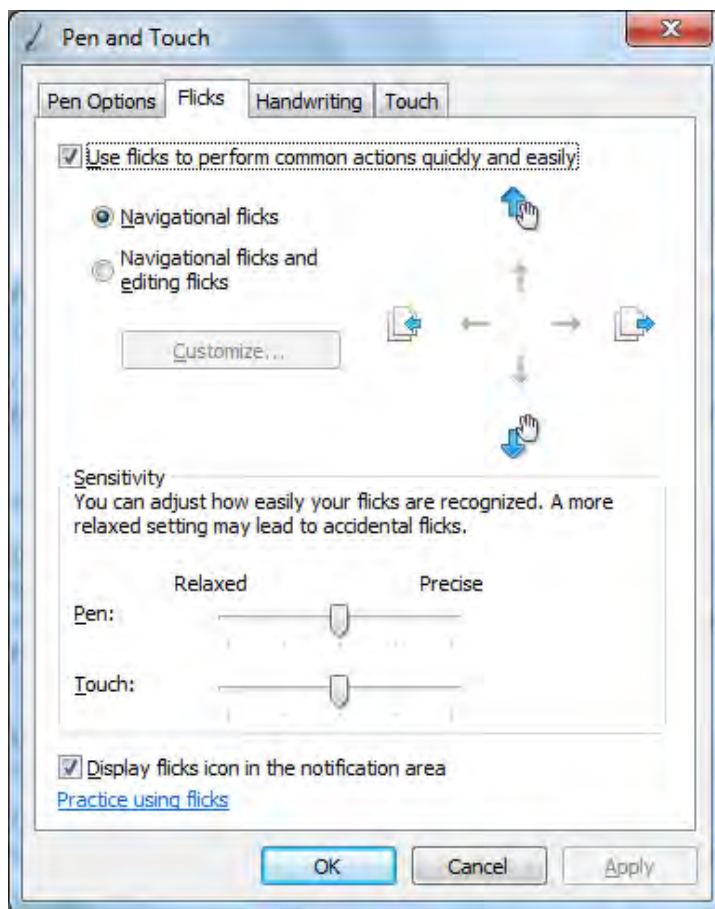 Pen and Touch
Pen Options Flicks Handwriting Touch
Use flicks to perform common actions quickly and easily
Navigational flicks
Navigational flicks and
editing flicks
Customize...
Sensitivity
You can adjust how easily your flicks are recognized. A more
relaxed setting may lead to accidental flicks.
Relaxed Precise
Pen:
Touch:
Display flicks icon in the notification area
Practice using flicks
OK Cancel Apply